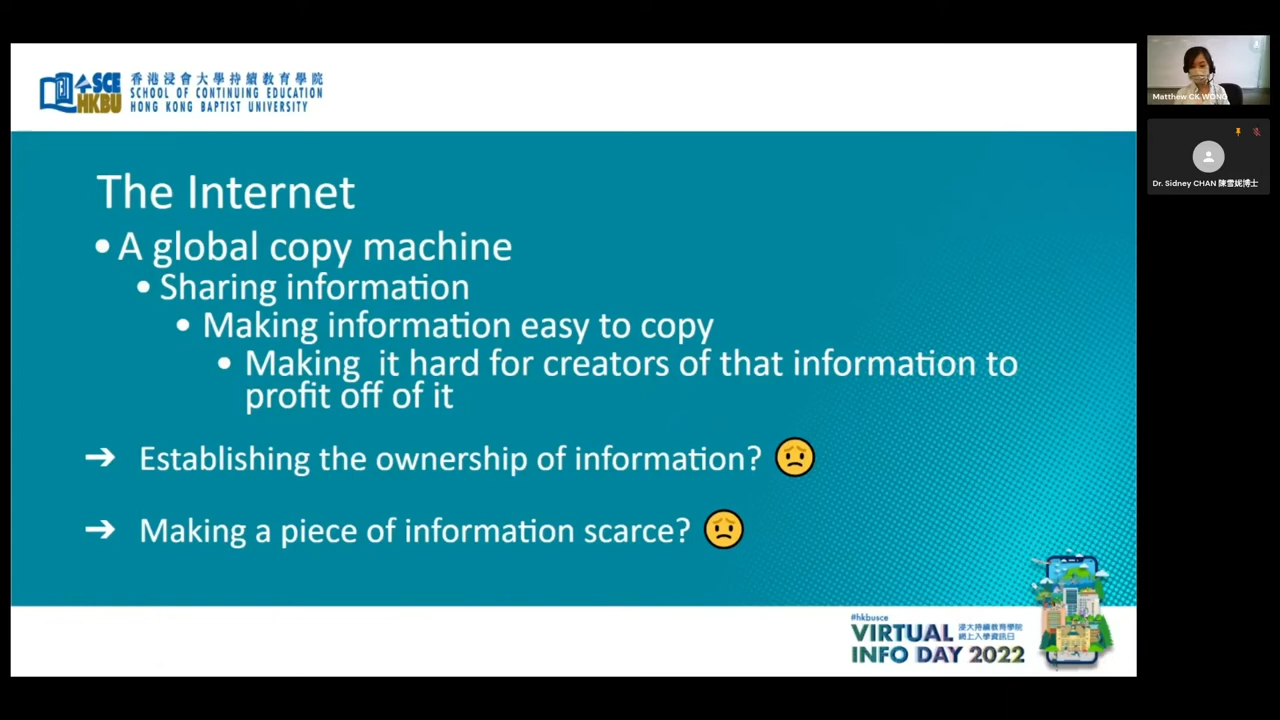 SCE
HKBU
香港浸會大學持續教育學院
SCHOOL OF CONTINUING EDUCATION
HONG KONG BAPTIST UNIVERSITY
The Internet
• A global copy machine
• Sharing information
• Making information easy to copy
• Making it hard for creators of that information to
profit off of it
➔ Establishing the ownership of information? 😟
➔ Making a piece of information scarce? 😟
#hkbusce
VIRTUAL 浸大持續教育學院
INFO DAY 2022 網上入學資訊日
Matthew CK WONG
Dr. Sidney CHAN 陳雪妮博士